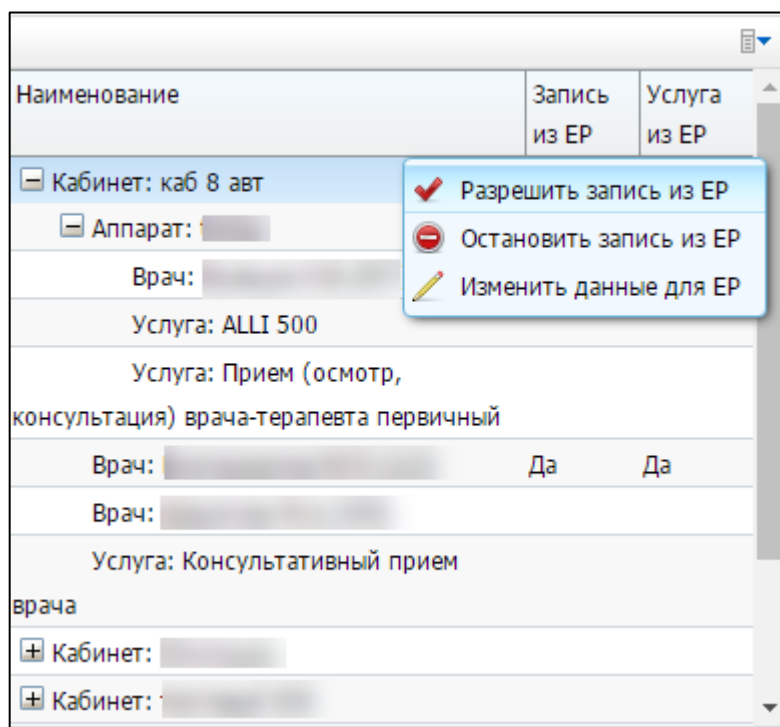 Наименование
Запись из ЕР
Услуга из ЕР
Кабинет: каб 8 авт
Разрешить запись из ЕР
Аппарат:
Остановить запись из ЕР
Врач:
Изменить данные для ЕР
Услуга: ALLI 500
Услуга: Прием (осмотр,
консультация) врача-терапевта первичный
Врач: Да Да
Врач:
Услуга: Консультативный прием
врача
Кабинет:
Кабинет: